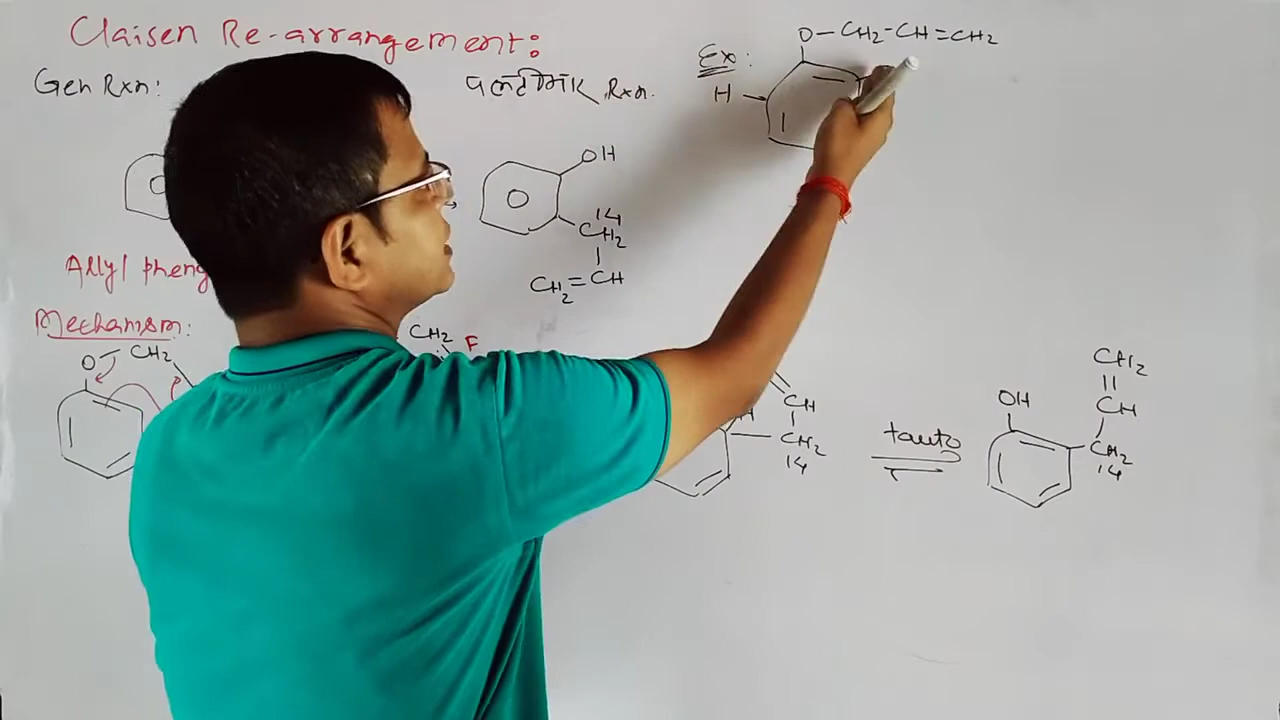 Claisen Re-arrangement:
Gen Rxn:
पलटीमार Rxn.
OH
14
CH2
CH2=CH
Allyl pheny
Mechanism:
O CH2
CH2
F
CH
CH2
14
tauto
OH
CH2
CH
CH2
14
Ex:
O-CH2-CH=CH2
H